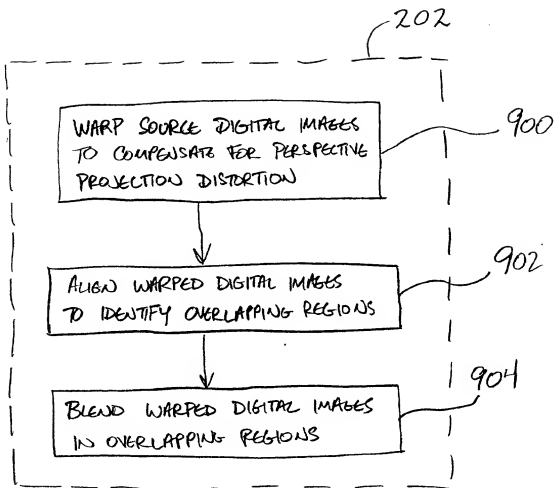 202
WARP SOURCE DIGITAL IMAGES
TO COMPENSATE FOR PERSPECTIVE
PROJECTION DISTORTION
900
ALIGN WARPED DIGITAL IMAGES
TO IDENTIFY OVERLAPPING REGIONS
902
BLEND WARPED DIGITAL IMAGES
IN OVERLAPPING REGIONS
904